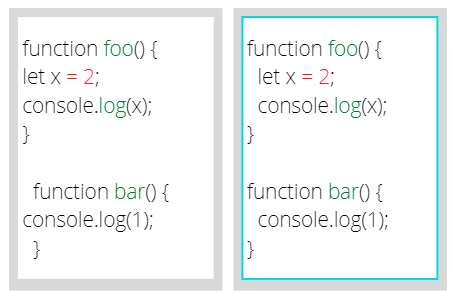 function foo() {
let x = 2;
console.log(x);
}
function bar() {
console.log(1);
}
function foo() {
let x = 2;
console.log(x);
}
function bar() {
console.log(1);
}